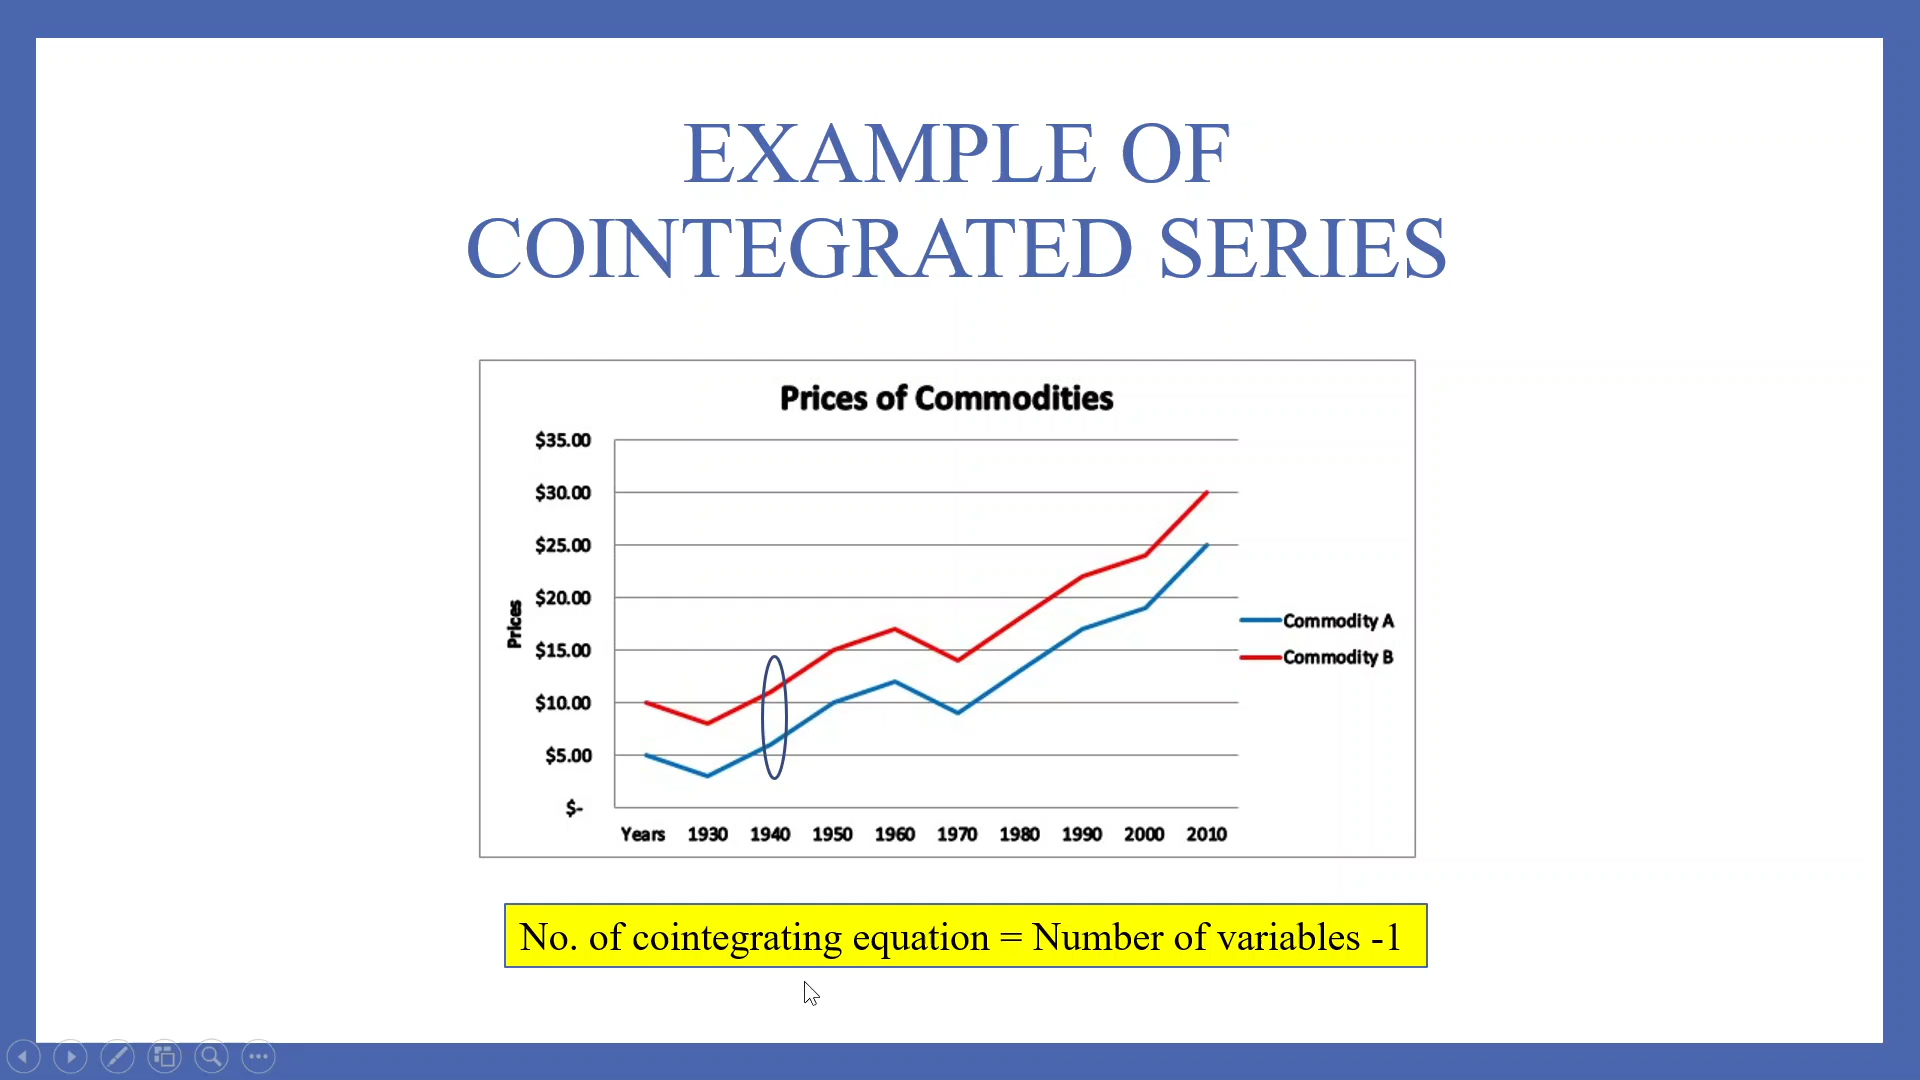 EXAMPLE OF
COINTEGRATED SERIES
Prices of Commodities
$35.00
$30.00
$25.00
$20.00
$15.00
$10.00
$5.00
$-
Prices
Years 1930 1940 1950 1960 1970 1980 1990 2000 2010
Commodity A
Commodity B
No. of cointegrating equation = Number of variables -1